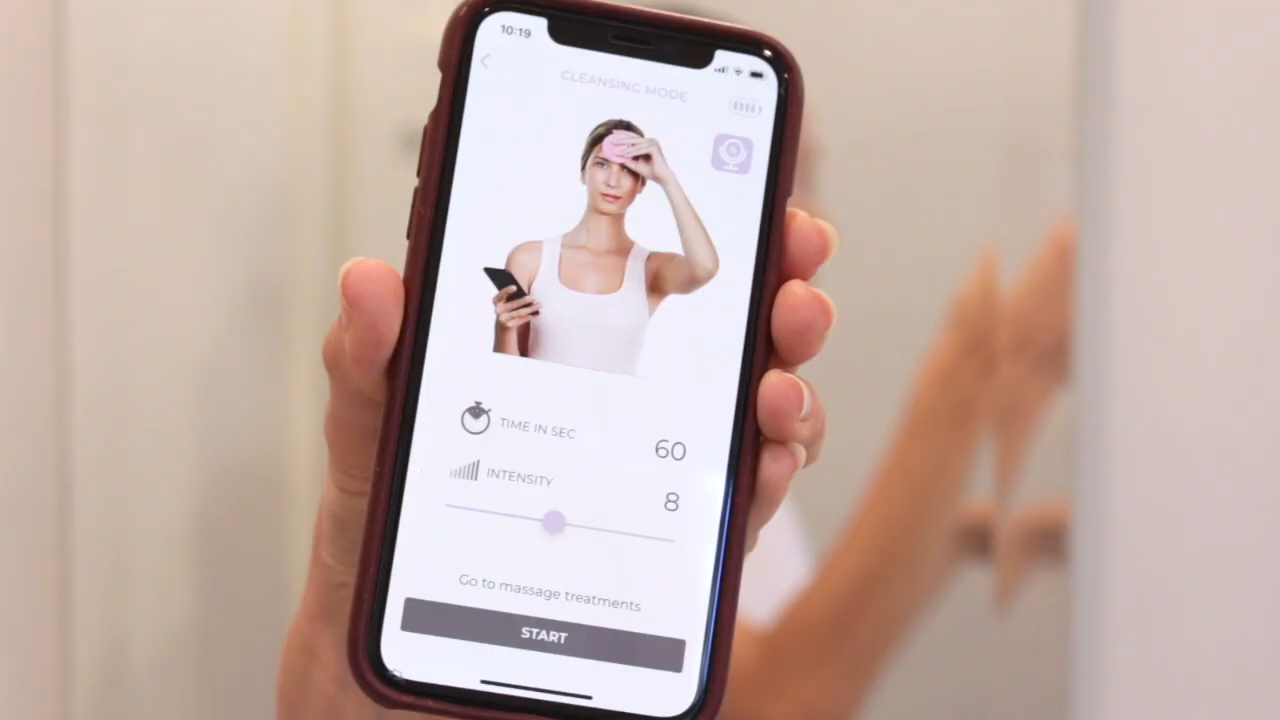 10:19
CLEANSING MODE
TIME IN SEC
60
INTENSITY
8
Go to massage treatments
START